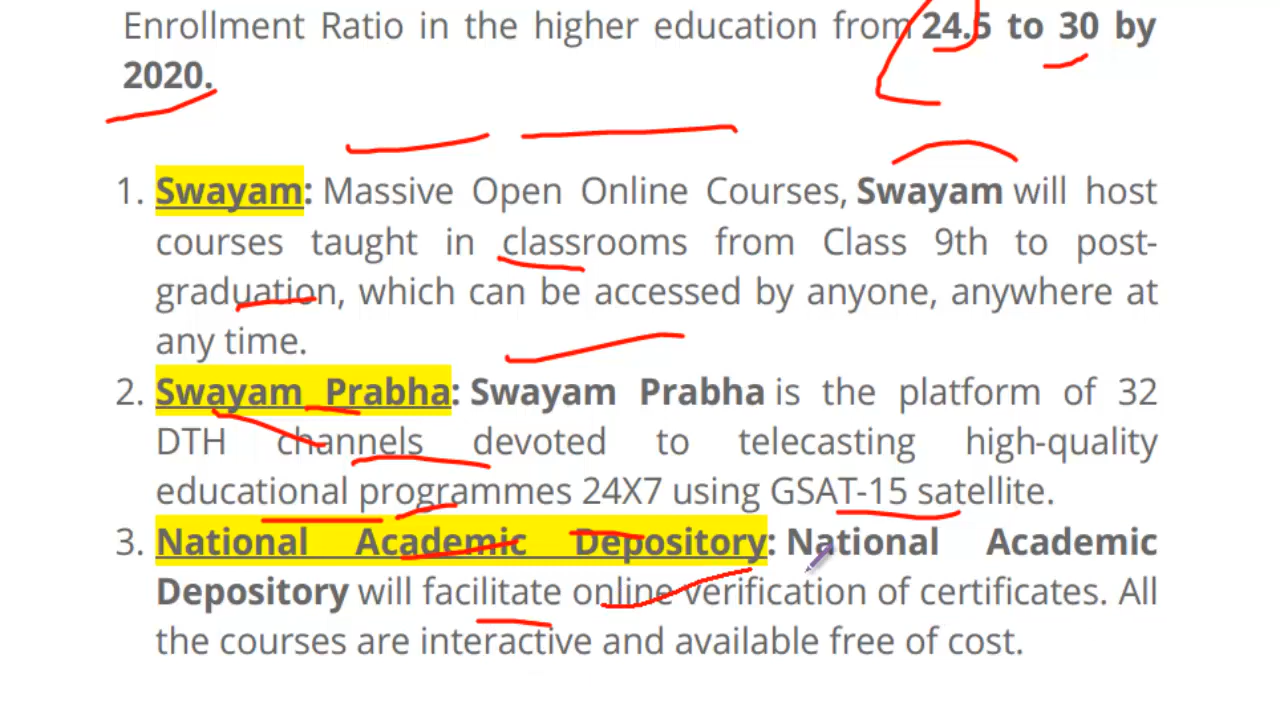 Enrollment Ratio in the higher education from 24.5 to 30 by
2020.
1. Swayam: Massive Open Online Courses, Swayam will host
courses taught in classrooms from Class 9th to post-
graduation, which can be accessed by anyone, anywhere at
any time.
2. Swayam Prabha: Swayam Prabha is the platform of 32
DTH channels devoted to telecasting high-quality
educational programmes 24X7 using GSAT-15 satellite.
3. National Academic Depository: National Academic
Depository will facilitate online verification of certificates. All
the courses are interactive and available free of cost.